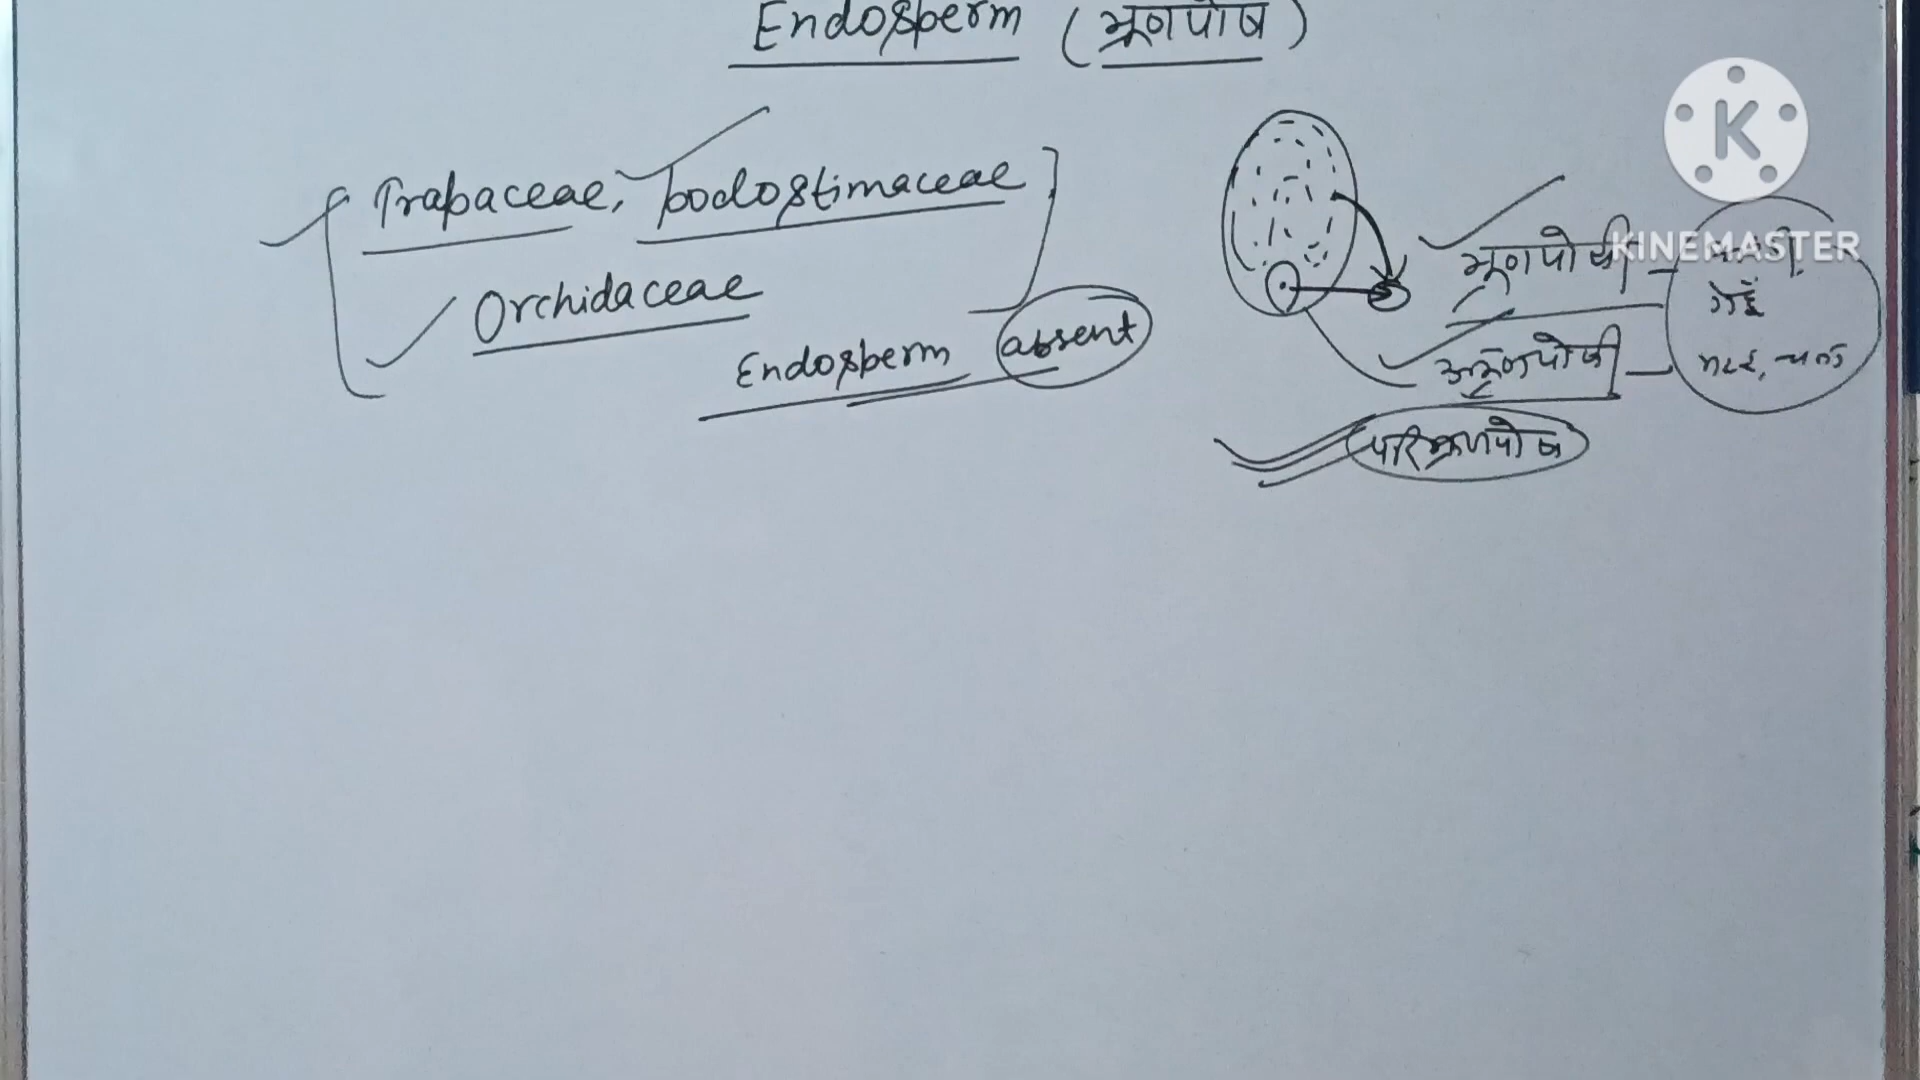 Endosperm (भ्रूणपोष)
Trapaceae, podostimaceae
Orchidaceae
Endosperm absent
K
KINEMASTER
भ्रूणपोषी -
गेहूँ
अभ्रूणपोषी - मटर, चना
परिभ्रूणपोष